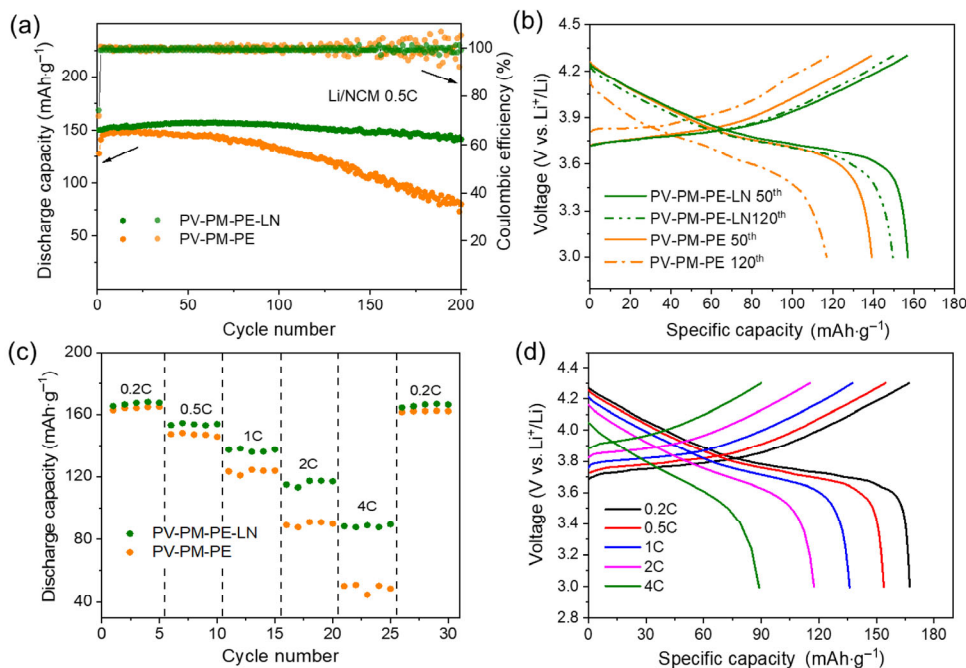 (a)
Discharge capacity (mAh·g⁻¹)
225
200
175
150
125
100
75
50
Li/NCM 0.5C
PV-PM-PE-LN
PV-PM-PE
100
80
60
40
20
Coulombic efficiency (%)
0 50 100 150 200
Cycle number
(b)
Voltage (V vs. Li⁺/Li)
4.5
4.2
3.9
3.6
3.3
3.0
PV-PM-PE-LN 50ᵗʰ
PV-PM-PE-LN120ᵗʰ
PV-PM-PE 50ᵗʰ
PV-PM-PE 120ᵗʰ
0 20 40 60 80 100 120 140 160 180
Specific capacity (mAh·g⁻¹)
(c)
Discharge capacity (mAh·g⁻¹)
200
160
120
80
40
0.2C
0.5C
1C
2C
4C
0.2C
PV-PM-PE-LN
PV-PM-PE
0 5 10 15 20 25 30
Cycle number
(d)
Voltage (V vs. Li⁺/Li)
4.5
4.2
3.9
3.6
3.4
3.1
2.8
0.2C
0.5C
1C
2C
4C
0 30 60 90 120 150 180
Specific capacity (mAh·g⁻¹)